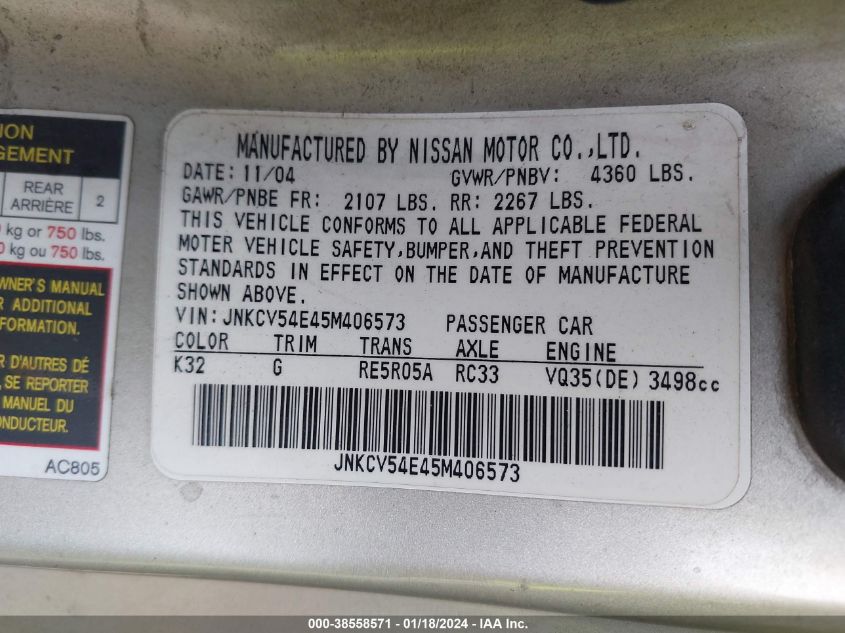 ION
GEMENT
REAR
ARRIÈRE
2
kg or 750 lbs.
kg ou 750 lbs.
WNER'S MANUAL
R ADDITIONAL
FORMATION.
R D'AUTRES DÉ
, SE REPORTER
MANUEL DU
ONDUCTEUR.
AC805
MANUFACTURED BY NISSAN MOTOR CO.,LTD.
DATE: 11/04 GVWR/PNBV: 4360 LBS.
GAWR/PNBE FR: 2107 LBS. RR: 2267 LBS.
THIS VEHICLE CONFORMS TO ALL APPLICABLE FEDERAL
MOTER VEHICLE SAFETY,BUMPER,AND THEFT PREVENTION
STANDARDS IN EFFECT ON THE DATE OF MANUFACTURE
SHOWN ABOVE.
VIN: JNKCV54E45M406573 PASSENGER CAR
COLOR TRIM TRANS AXLE ENGINE
K32 G RE5R05A RC33 VQ35(DE) 3498cc
JNKCV54E45M406573
000-38558571 - 01/18/2024 - IAAI.com